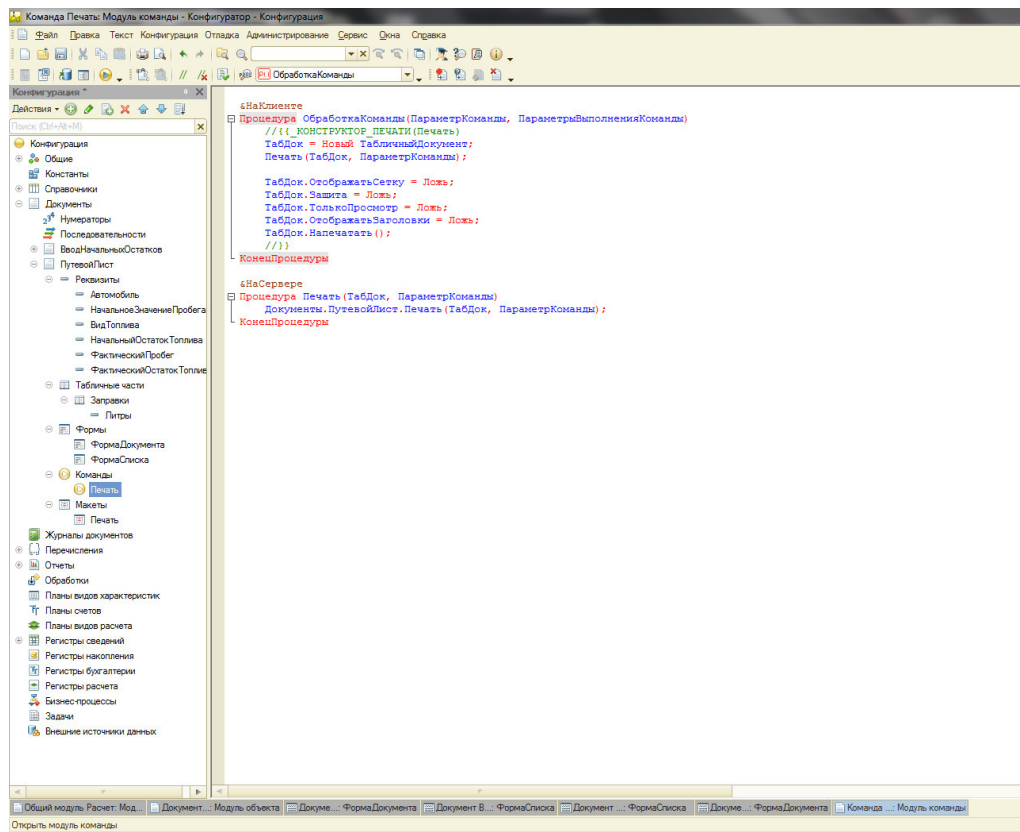 Команда Печать: Модуль команды - Конфигуратор - Конфигурация
Файл Правка Текст Конфигурация Отладка Администрирование Сервис Окна Справка
ОбработкаКоманды
Конфигурация *
Действия
Поиск (Ctrl+Alt+M)
Конфигурация
Общие
Константы
Справочники
Документы
Нумераторы
Последовательности
ВводНачальныхОстатков
ПутевойЛист
Реквизиты
Автомобиль
НачальноеЗначениеПробега
ВидТоплива
НачальныйОстатокТоплива
ФактическийПробег
ФактическийОстатокТоплив
Табличные части
Заправки
Литры
Формы
ФормаДокумента
ФормаСписка
Команды
Печать
Макеты
Печать
Журналы документов
Перечисления
Отчеты
Обработки
Планы видов характеристик
Планы счетов
Планы видов расчета
Регистры сведений
Регистры накопления
Регистры бухгалтерии
Регистры расчета
Бизнес-процессы
Задачи
Внешние источники данных
&НаКлиенте
Процедура ОбработкаКоманды(ПараметрКоманды, ПараметрыВыполненияКоманды)
//{{_КОНСТРУКТОР_ПЕЧАТИ(Печать)
ТабДок = Новый ТабличныйДокумент;
Печать(ТабДок, ПараметрКоманды);
ТабДок.ОтображатьСетку = Ложь;
ТабДок.Защита = Ложь;
ТабДок.ТолькоПросмотр = Ложь;
ТабДок.ОтображатьЗаголовки = Ложь;
ТабДок.Напечатать();
//}}
КонецПроцедуры
&НаСервере
Процедура Печать(ТабДок, ПараметрКоманды)
Документы.ПутевойЛист.Печать(ТабДок, ПараметрКоманды);
КонецПроцедуры
Общий модуль Расчет: Мод... Документ...: Модуль объекта Докуме...: ФормаДокумента Документ В...: ФормаСписка Документ ...: ФормаСписка Докуме...: ФормаДокумента Команда ...: Модуль команды
Открыть модуль команды